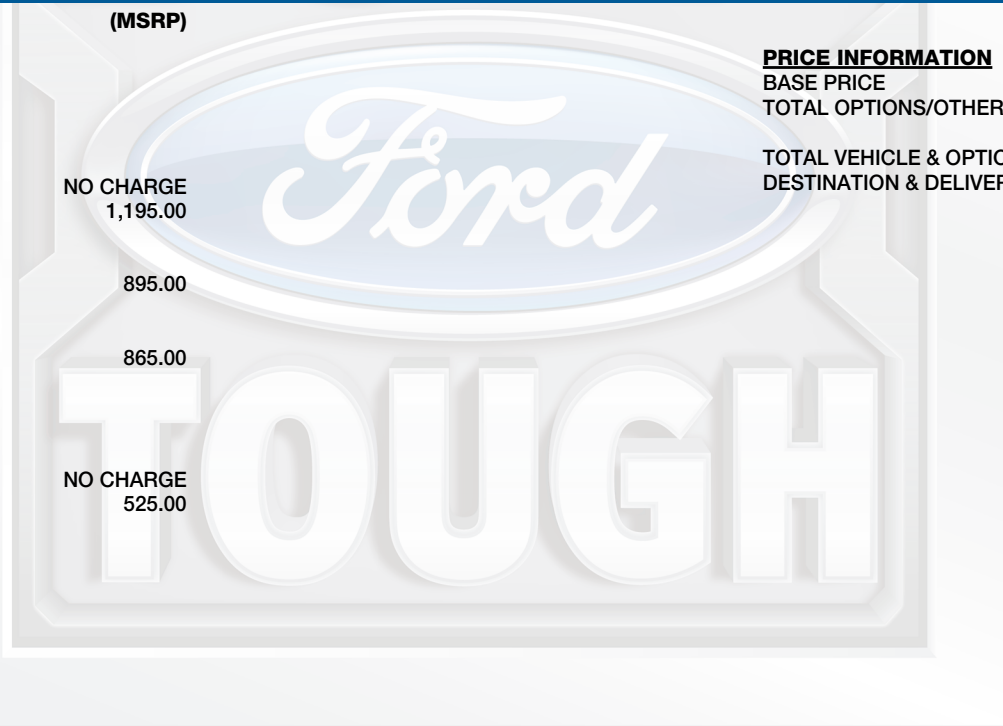 (MSRP)
NO CHARGE
1,195.00
895.00
865.00
NO CHARGE
525.00
PRICE INFORMATION
BASE PRICE
TOTAL OPTIONS/OTHER
TOTAL VEHICLE & OPTIO
DESTINATION & DELIVER
Ford
TOUGH